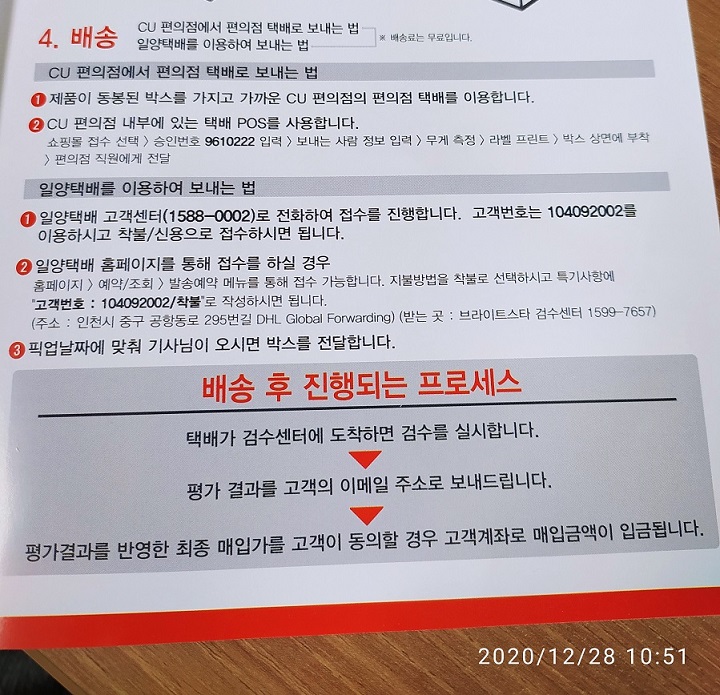 4. 배송
CU 편의점에서 편의점 택배로 보내는 법
일양택배를 이용하여 보내는 법
※ 배송료는 무료입니다.
CU 편의점에서 편의점 택배로 보내는 법
1 제품이 동봉된 박스를 가지고 가까운 CU 편의점의 편의점 택배를 이용합니다.
2 CU 편의점 내부에 있는 택배 POS를 사용합니다.
쇼핑몰 접수 선택 > 승인번호 9610222 입력 > 보내는 사람 정보 입력 > 무게 측정 > 라벨 프린트 > 박스 상면에 부착
> 편의점 직원에게 전달
일양택배를 이용하여 보내는 법
1 일양택배 고객센터(1588-0002)로 전화하여 접수를 진행합니다. 고객번호는 104092002를
이용하시고 착불/신용으로 접수하시면 됩니다.
2 일양택배 홈페이지를 통해 접수를 하실 경우
홈페이지 > 예약/조회 > 발송예약 메뉴를 통해 접수 가능합니다. 지불방법을 착불로 선택하시고 특기사항에
"고객번호 : 104092002/착불"로 작성하시면 됩니다.
(주소 : 인천시 중구 공항동로 295번길 DHL Global Forwarding) (받는 곳 : 브라이트스타 검수센터 1599-7657)
3 픽업날짜에 맞춰 기사님이 오시면 박스를 전달합니다.
배송 후 진행되는 프로세스
택배가 검수센터에 도착하면 검수를 실시합니다.
평가 결과를 고객의 이메일 주소로 보내드립니다.
평가결과를 반영한 최종 매입가를 고객이 동의할 경우 고객계좌로 매입금액이 입금됩니다.
2020/12/28 10:51